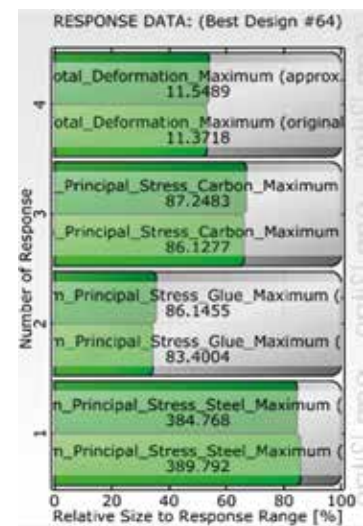 RESPONSE DATA: (Best Design #64)
otal_Deformation_Maximum (approx.
11.5489
otal_Deformation_Maximum (original
11.3718
_Principal_Stress_Carbon_Maximum
87.2483
_Principal_Stress_Carbon_Maximum
86.1277
n_Principal_Stress_Glue_Maximum (
86.1455
m_Principal_Stress_Glue_Maximum (
83.4004
n_Principal_Stress_Steel_Maximum (
384.768
n_Principal_Stress_Steel_Maximum (
389.792
4
3
2
1
Number of Response
0 20 40 60 80 100
Relative Size to Response Range [%]